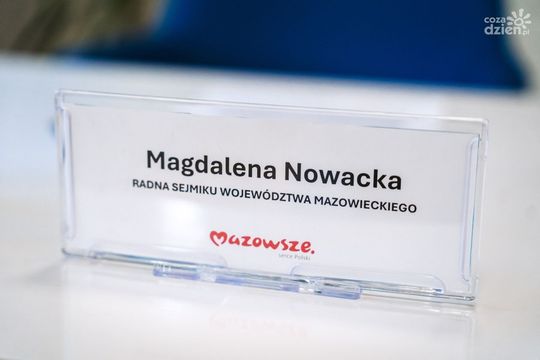 coza
dzien.pl
Magdalena Nowacka
RADNA SEJMIKU WOJEWÓDZTWA MAZOWIECKIEGO
Mazowsze.
serce Polski